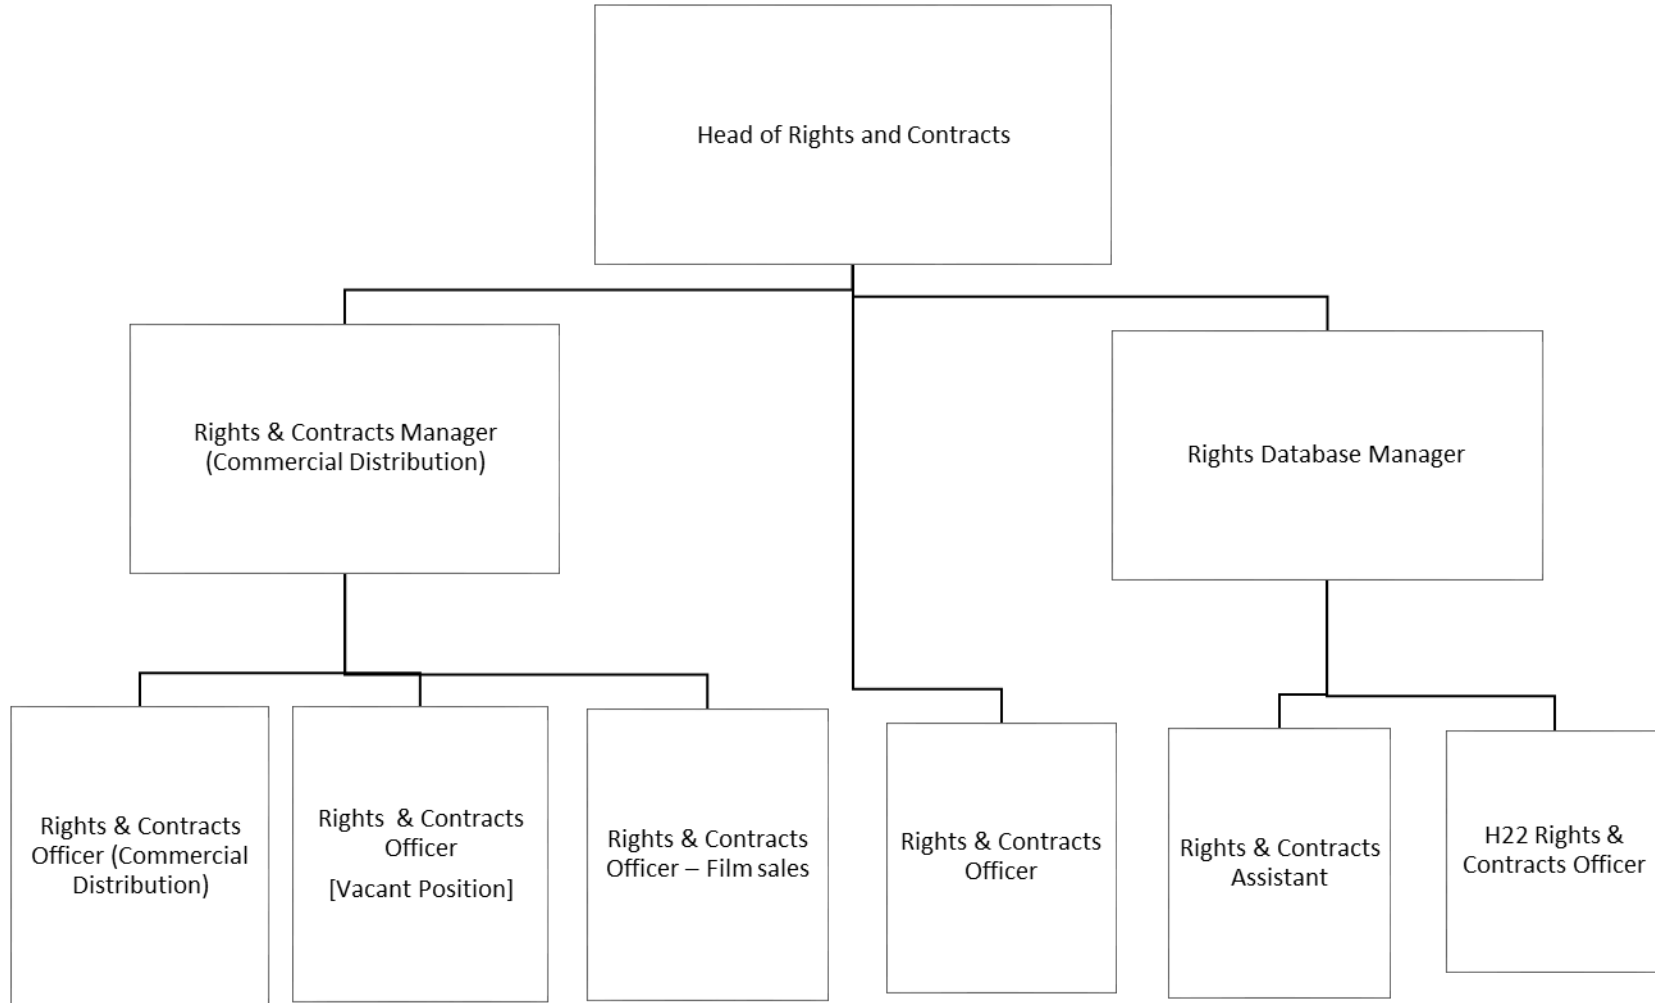 Head of Rights and Contracts
Rights & Contracts Manager
(Commercial Distribution)
Rights Database Manager
Rights & Contracts
Officer (Commercial
Distribution)
Rights & Contracts
Officer
[Vacant Position]
Rights & Contracts
Officer – Film sales
Rights & Contracts
Officer
Rights & Contracts
Assistant
H22 Rights &
Contracts Officer